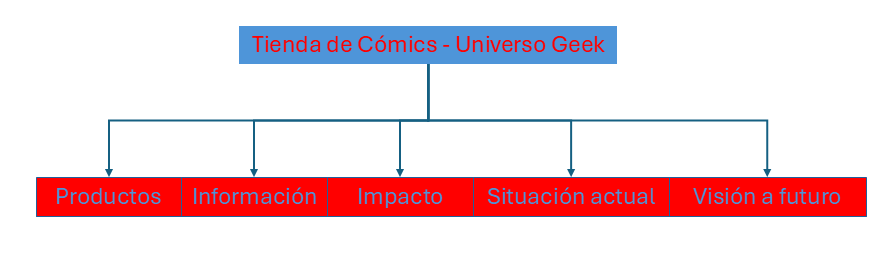 Tienda de Cómics - Universo Geek
Productos Información Impacto Situación actual Visión a futuro